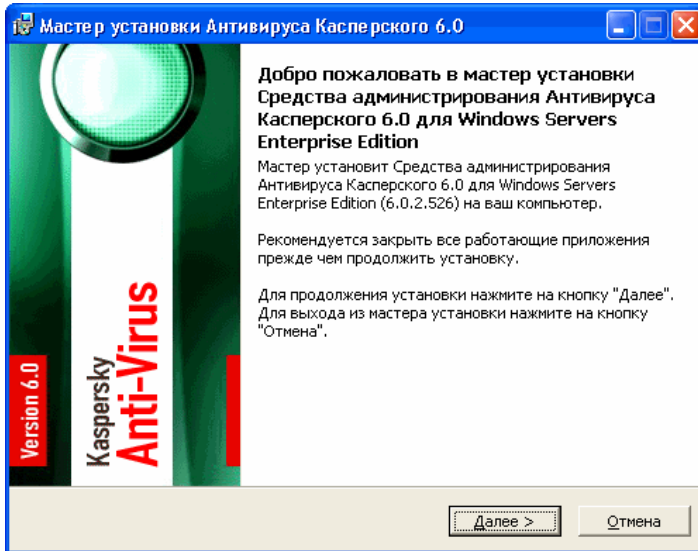 Мастер установки Антивируса Касперского 6.0
Добро пожаловать в мастер установки
Средства администрирования Антивируса
Касперского 6.0 для Windows Servers
Enterprise Edition
Мастер установит Средства администрирования
Антивируса Касперского 6.0 для Windows Servers
Enterprise Edition (6.0.2.526) на ваш компьютер.
Рекомендуется закрыть все работающие приложения
прежде чем продолжить установку.
Для продолжения установки нажмите на кнопку "Далее".
Для выхода из мастера установки нажмите на кнопку
"Отмена".
Version 6.0
Kaspersky
Anti-Virus
Далее >
Отмена